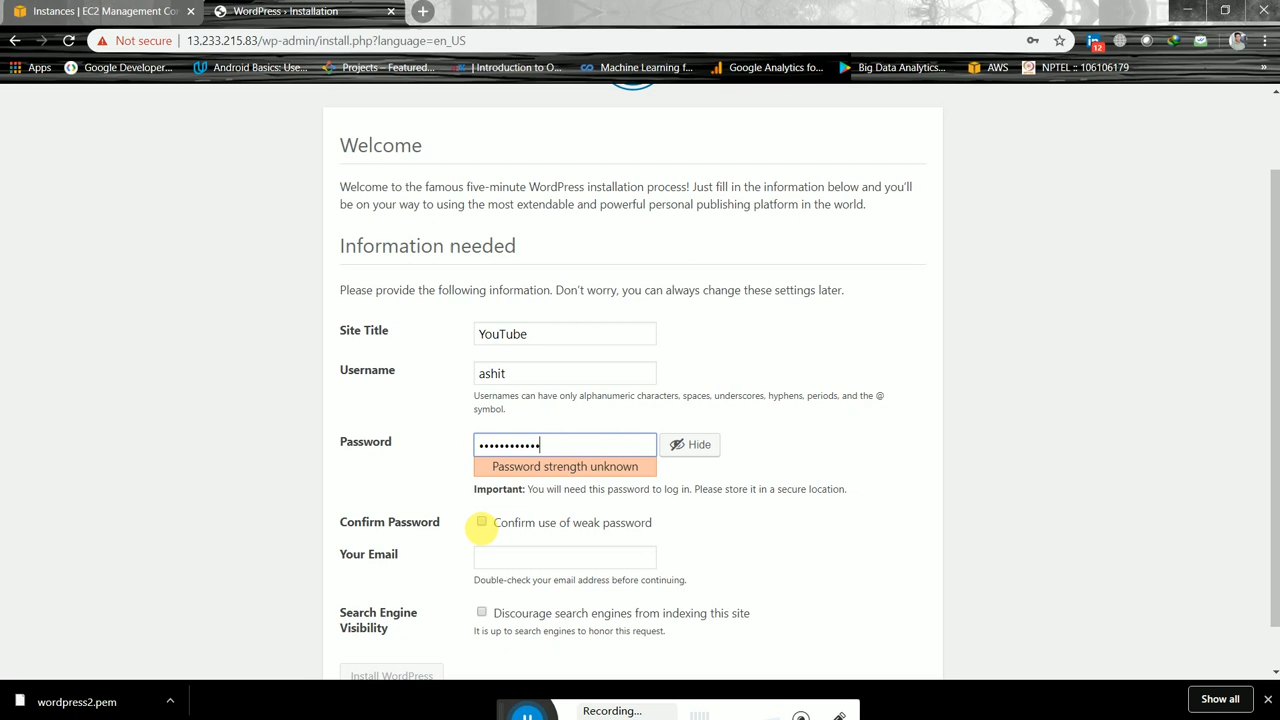 Instances | EC2 Management Con
WordPress › Installation
Not secure
13.233.215.83/wp-admin/install.php?language=en_US
12
Apps
Google Developer...
Android Basics: Use...
Projects – Featured...
| Introduction to O...
Machine Learning f...
Google Analytics fo...
Big Data Analytics...
AWS
NPTEL :: 106106179
»
Welcome
Welcome to the famous five-minute WordPress installation process! Just fill in the information below and you’ll
be on your way to using the most extendable and powerful personal publishing platform in the world.
Information needed
Please provide the following information. Don’t worry, you can always change these settings later.
Site Title
YouTube
Username
ashit
Usernames can have only alphanumeric characters, spaces, underscores, hyphens, periods, and the @
symbol.
Password
••••••••••••
Hide
Password strength unknown
Important: You will need this password to log in. Please store it in a secure location.
Confirm Password
Confirm use of weak password
Your Email
Double-check your email address before continuing.
Search Engine
Visibility
Discourage search engines from indexing this site
It is up to search engines to honor this request.
Install WordPress
wordpress2.pem
Show all
Recording...